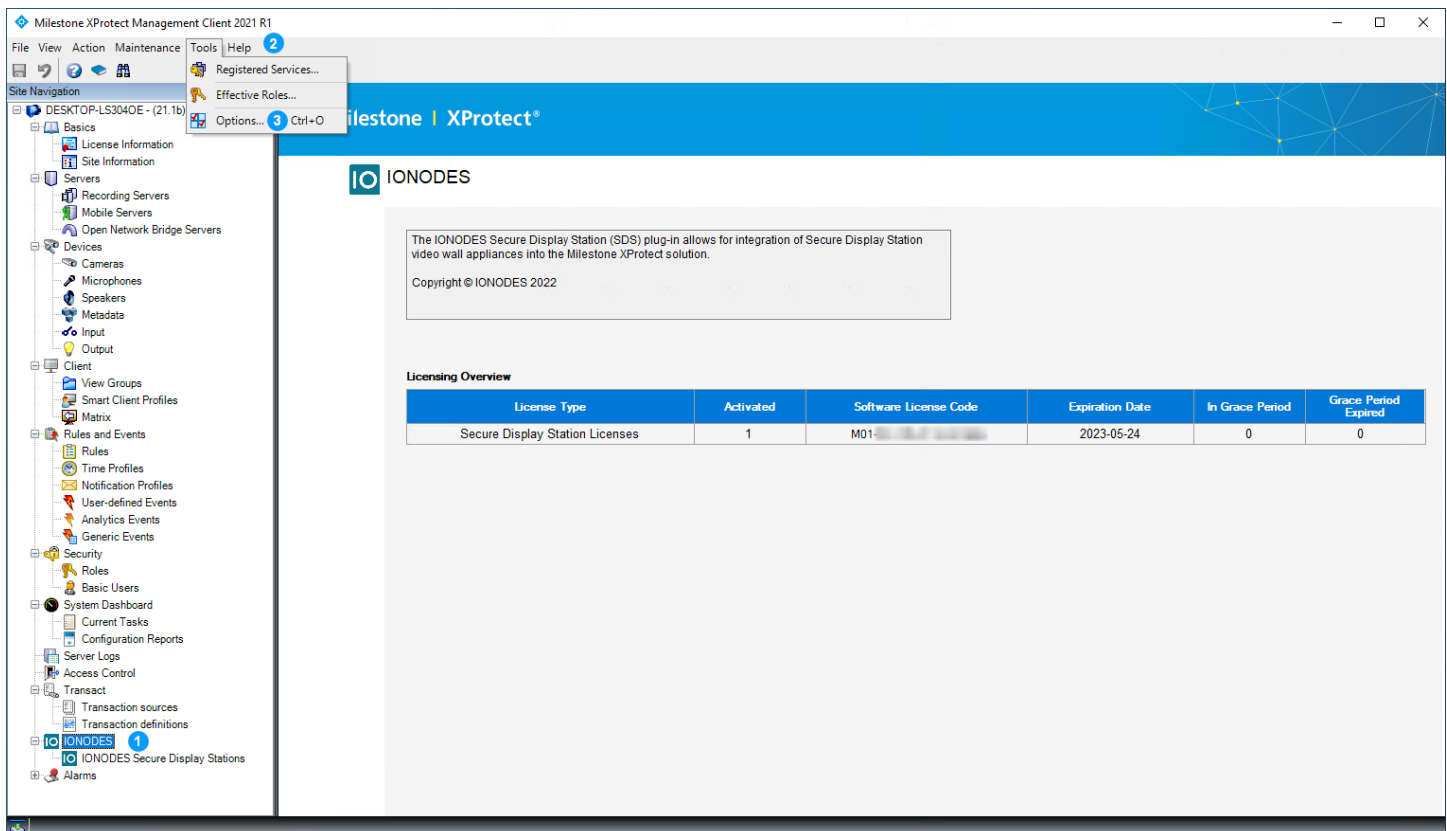 Milestone XProtect Management Client 2021 R1
File View Action Maintenance Tools Help 2
Registered Services...
Effective Roles...
Options... 3 Ctrl+O
Site Navigation
DESKTOP-LS304OE - (21.1b)
Basics
License Information
Site Information
Servers
Recording Servers
Mobile Servers
Open Network Bridge Servers
Devices
Cameras
Microphones
Speakers
Metadata
Input
Output
Client
View Groups
Smart Client Profiles
Matrix
Rules and Events
Rules
Time Profiles
Notification Profiles
User-defined Events
Analytics Events
Generic Events
Security
Roles
Basic Users
System Dashboard
Current Tasks
Configuration Reports
Server Logs
Access Control
Transact
Transaction sources
Transaction definitions
IONODES 1
IONODES Secure Display Stations
Alarms
ilestone | XProtect®
IO IONODES
The IONODES Secure Display Station (SDS) plug-in allows for integration of Secure Display Station
video wall appliances into the Milestone XProtect solution.
Copyright © IONODES 2022
Licensing Overview
License Type Activated Software License Code Expiration Date In Grace Period Grace Period Expired
Secure Display Station Licenses 1 M01- 2023-05-24 0 0